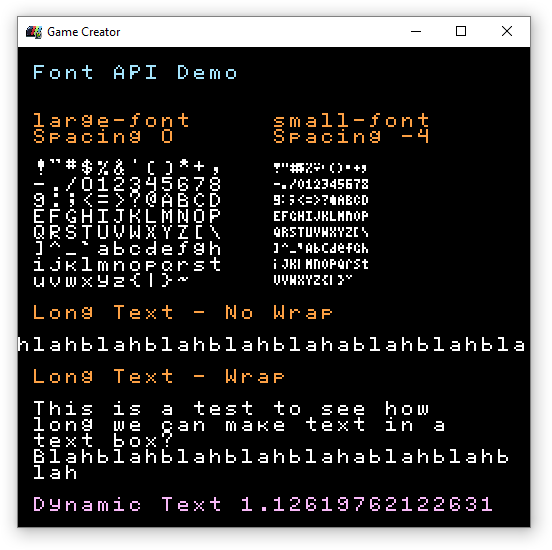 Game Creator
Font API Demo
large-font
Spacing 0
!"#$%&'()*+,
-./012345678
9:;<=>?@ABCD
EFGHIJKLMNOP
QRSTUVWXYZ[\
]^_`abcdefgh
ijklmnopqrst
uvwxyz{|}~
small-font
Spacing -4
!"#$%&'()*+,
-./012345678
9:;<=>?@ABCD
EFGHIJKLMNOP
QRSTUVWXYZ[\
]^_`abcdefgh
ijklmnopqrst
uvwxyz{|}~
Long Text - No Wrap
hlahblahblahblahblahablahblahbla
Long Text - Wrap
This is a test to see how
long we can make text in a
text box?
Blahblahblahblahblahablahblahb
lah
Dynamic Text 1.12619762122631